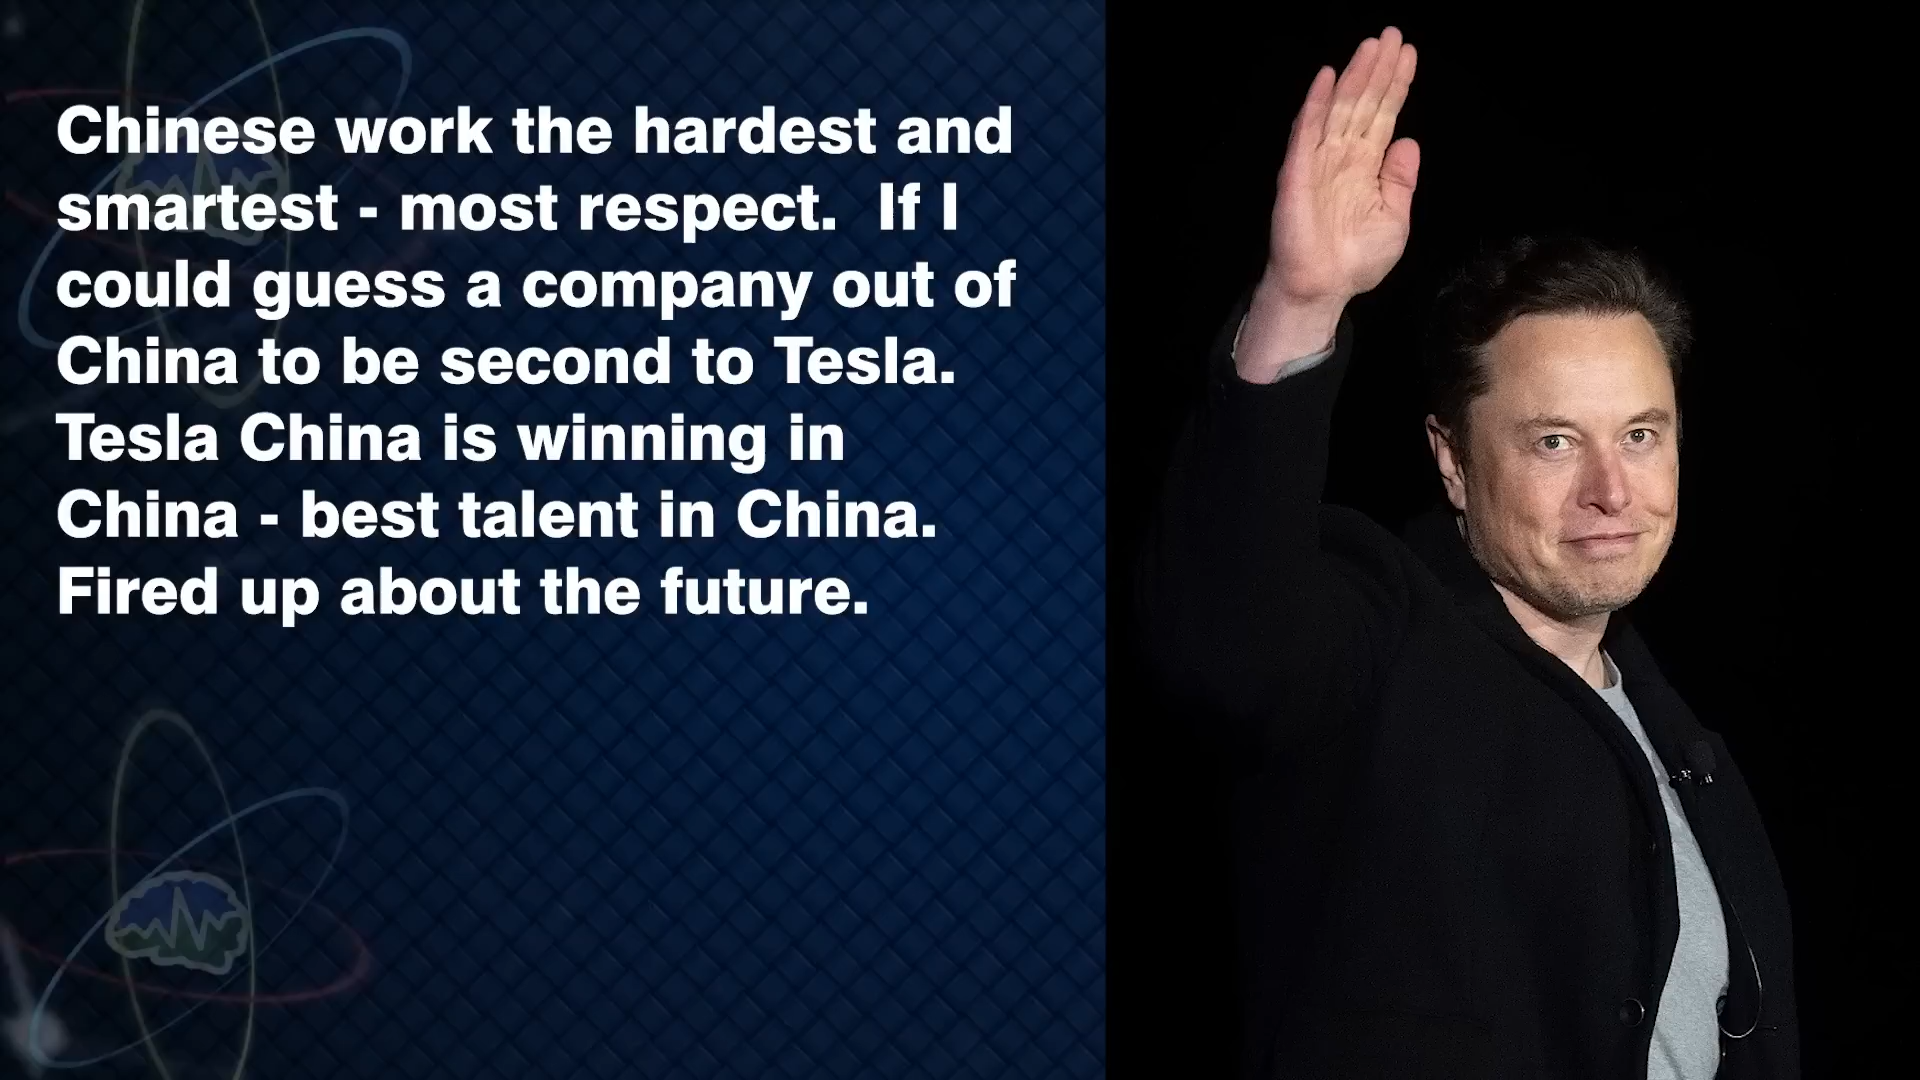 Chinese work the hardest and
smartest - most respect.  If I
could guess a company out of
China to be second to Tesla.
Tesla China is winning in
China - best talent in China.
Fired up about the future.